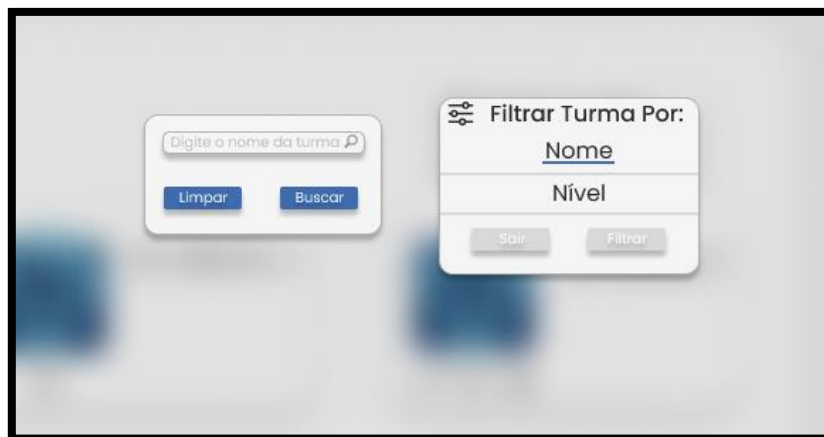 Digite o nome da turma
Limpar
Buscar
Filtrar Turma Por:
Nome
Nível
Sair
Filtrar